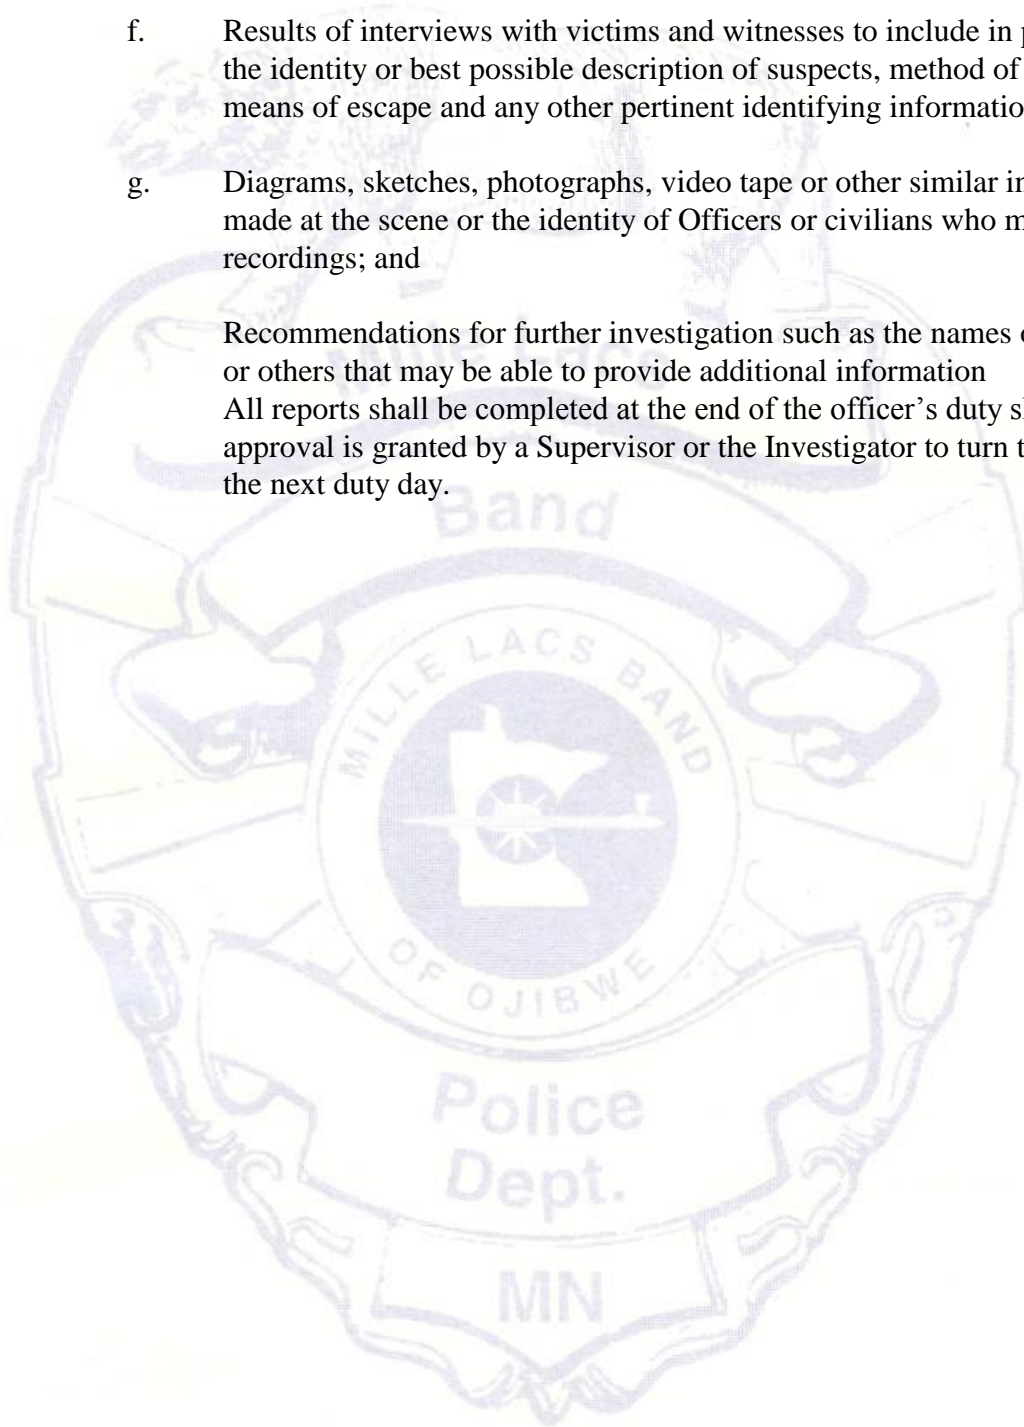 f. Results of interviews with victims and witnesses to include in
the identity or best possible description of suspects, method of
means of escape and any other pertinent identifying
g. Diagrams, sketches, photographs, video tape or other similar
made at the scene or the identity of Officers or civilians who
recordings; and
Recommendations for further investigation such as the names
or others that may be able to provide additional information
All reports shall be completed at the end of the officer’s duty
approval is granted by a Supervisor or the Investigator to turn
the next duty day.
Mille Lacs
Band
MILLE LACS BAND
OF OJIBWE
Police
Dept.
MN